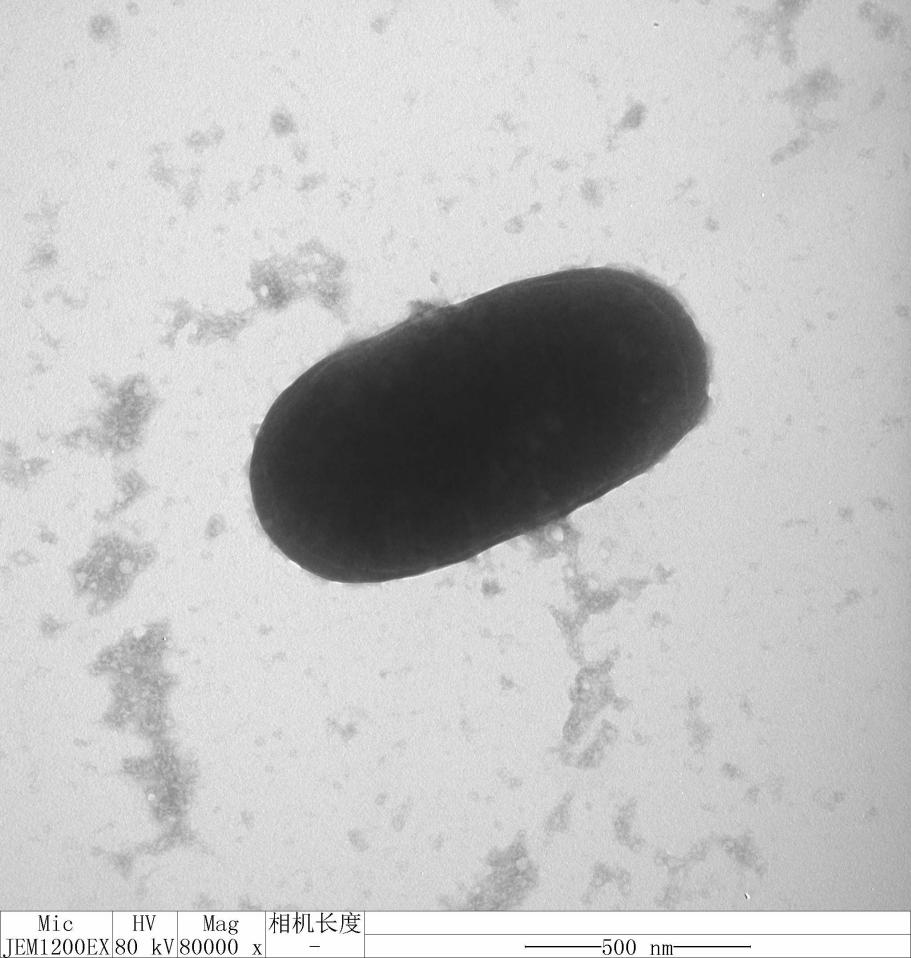 Mic HV Mag 相机长度
JEM1200EX 80 kV 80000 x - 500 nm